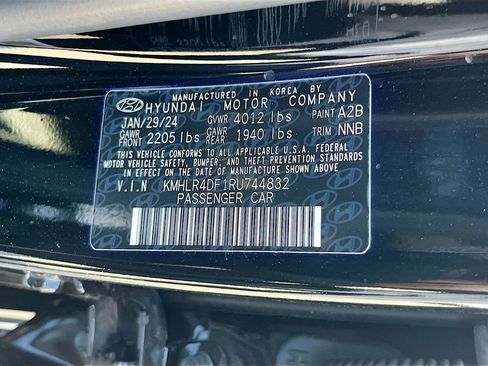 MANUFACTURED IN KOREA BY
HYUNDAI MOTOR COMPANY
JAN/29/24 GVWR 4012 lbs PAINT A2B
GAWR FRONT 2205 lbs GAWR REAR 1940 lbs TRIM NNB
THIS VEHICLE CONFORMS TO ALL APPLICABLE U.S.A. FEDERAL
MOTOR VEHICLE SAFETY, BUMPER, AND THEFT PREVENTION STANDARDS
IN EFFECT ON THE DATE OF MANUFACTURE SHOWN ABOVE.
V.I.N KMHLR4DF1RU744832
PASSENGER CAR